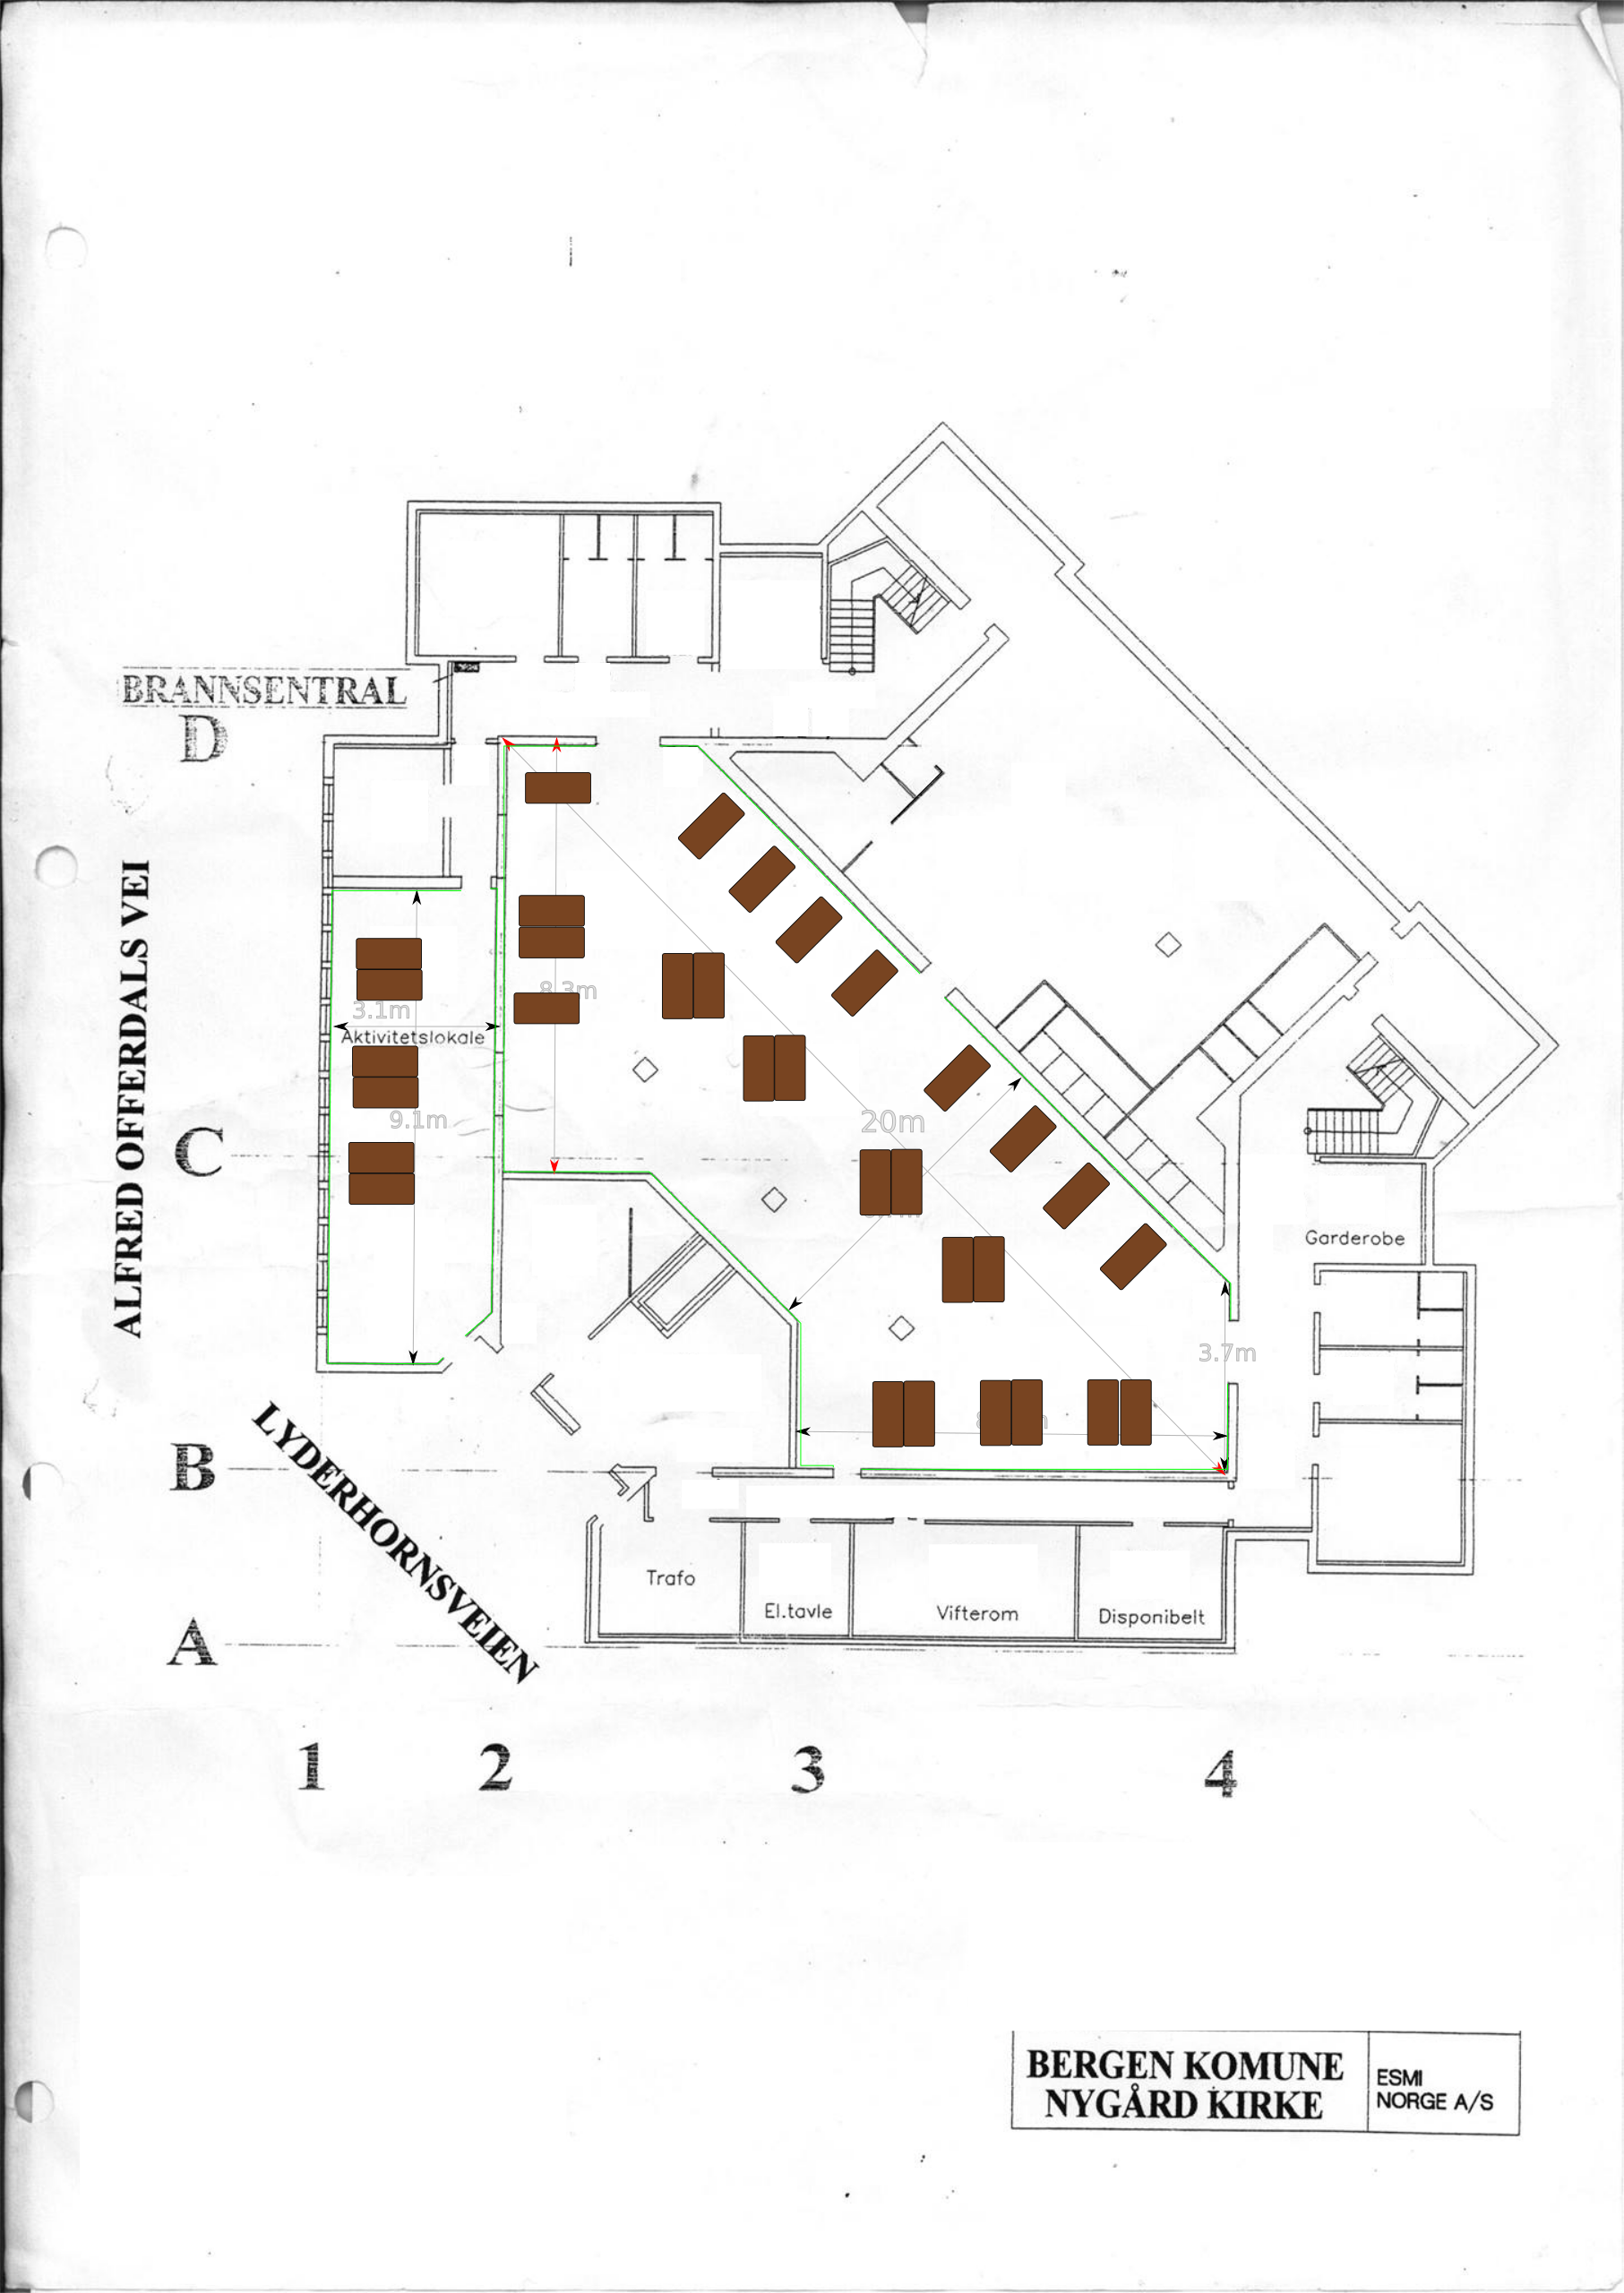 BRANNSENTRAL
D
ALFRED OFFERDALS VEI
8.3m
3.1m
Aktivitetslokale
9.1m
20m
C
Garderobe
3.7m
LYDERHORNSVEIEN
B
Trafo
El.tavle
Vifterom
Disponibelt
A
1
2
3
4
BERGEN KOMUNE
NYGÅRD KIRKE
ESMI
NORGE A/S